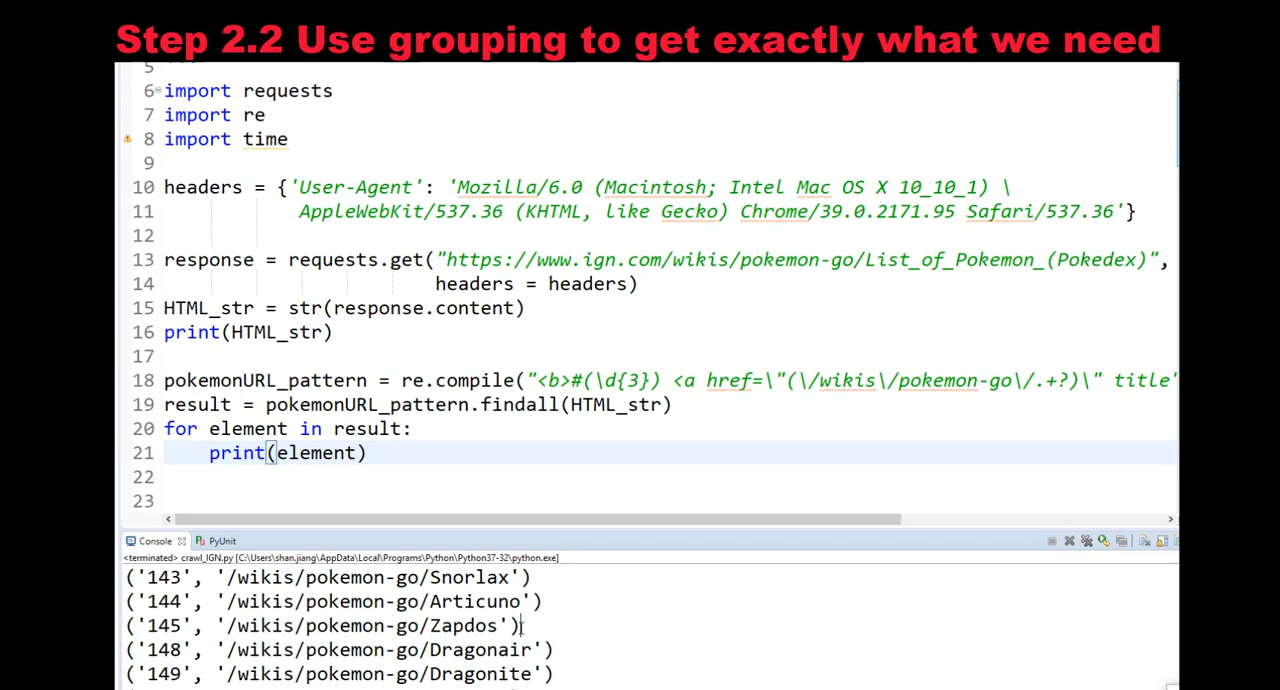 Step 2.2 Use grouping to get exactly what we need
5
6 import requests
7 import re
8 import time
9
10 headers = {'User-Agent': 'Mozilla/6.0 (Macintosh; Intel Mac OS X 10_10_1) \
11 AppleWebKit/537.36 (KHTML, like Gecko) Chrome/39.0.2171.95 Safari/537.36'}
12
13 response = requests.get("https://www.ign.com/wikis/pokemon-go/List_of_Pokemon_(Pokedex)",
14 headers = headers)
15 HTML_str = str(response.content)
16 print(HTML_str)
17
18 pokemonURL_pattern = re.compile("<b>#(\d{3}) <a href=\"(\/wikis\/pokemon-go\/.+?)\" title"
19 result = pokemonURL_pattern.findall(HTML_str)
20 for element in result:
21 print(element)
22
23
Console PyUnit
<terminated> crawl_IGN.py [C:\Users\shan.jiang\AppData\Local\Programs\Python\Python37-32\python.exe]
('143', '/wikis/pokemon-go/Snorlax')
('144', '/wikis/pokemon-go/Articuno')
('145', '/wikis/pokemon-go/Zapdos')
('148', '/wikis/pokemon-go/Dragonair')
('149', '/wikis/pokemon-go/Dragonite')